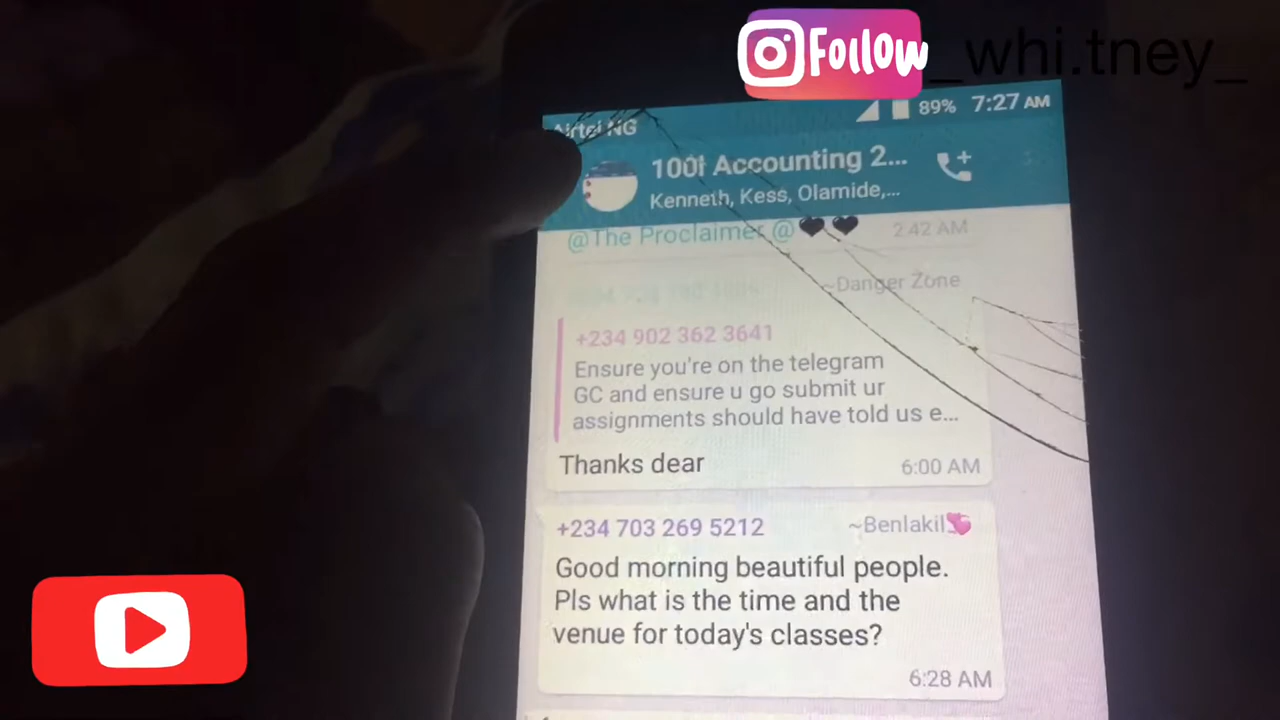 Follow _whi.tney_
Airtel NG 89% 7:27 AM
100l Accounting 2...
Kenneth, Kess, Olamide,...
@The Proclaimer @🖤🖤 2:42 AM
~Danger Zone
+234 902 362 3641
Ensure you're on the telegram
GC and ensure u go submit ur
assignments should have told us e...
Thanks dear 6:00 AM
+234 703 269 5212 ~Benlakil💘
Good morning beautiful people.
Pls what is the time and the
venue for today's classes?
6:28 AM